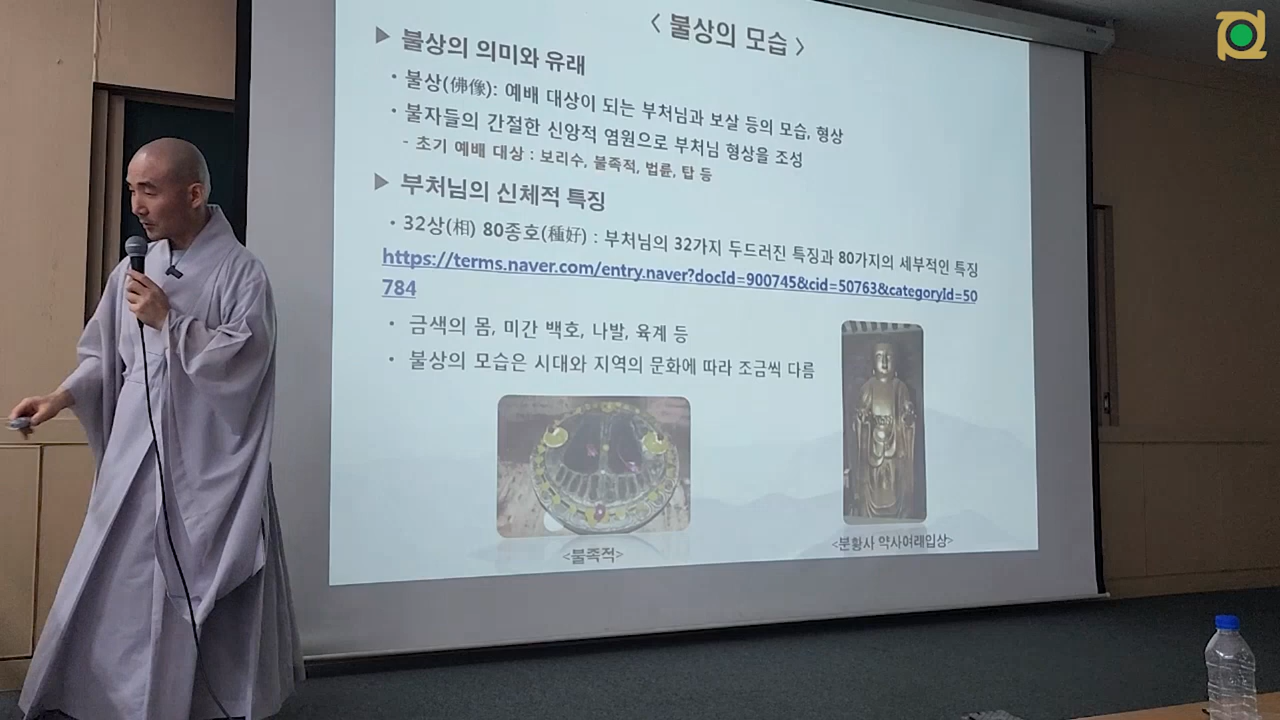 < 불상의 모습 >
▶ 불상의 의미와 유래
• 불상(佛像): 예배 대상이 되는 부처님과 보살 등의 모습, 형상
• 불자들의 간절한 신앙적 염원으로 부처님 형상을 조성
- 초기 예배 대상 : 보리수, 불족적, 법륜, 탑 등
▶ 부처님의 신체적 특징
• 32상(相) 80종호(種好) : 부처님의 32가지 두드러진 특징과 80가지의 세부적인 특징
https://terms.naver.com/entry.naver?docId=900745&cid=50763&categoryId=50
784
• 금색의 몸, 미간 백호, 나발, 육계 등
• 불상의 모습은 시대와 지역의 문화에 따라 조금씩 다름
<불족적>
<분황사 약사여래입상>